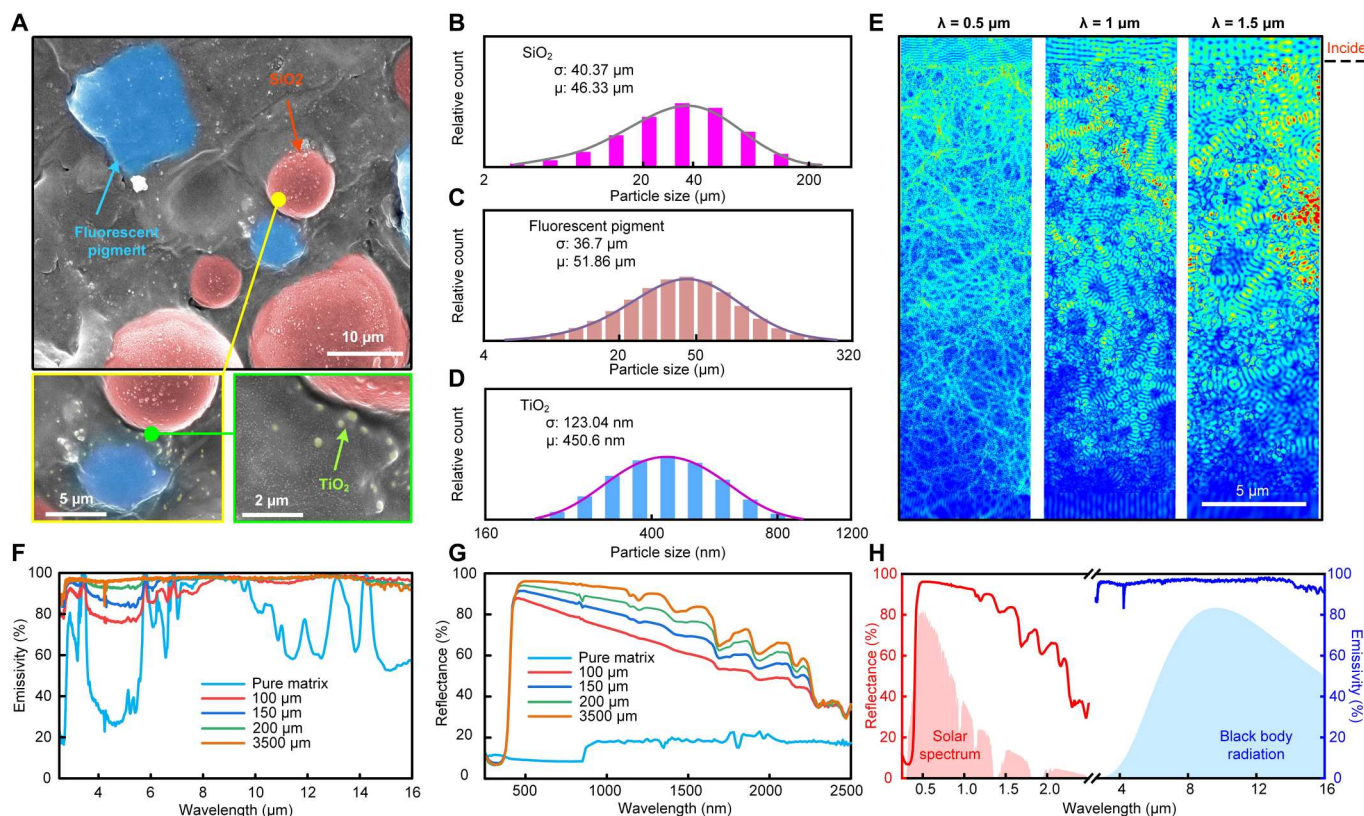 A
SiO2
Fluorescent
pigment
10 µm
5 µm
2 µm
TiO₂
B
Relative count
SiO₂
σ: 40.37 µm
µ: 46.33 µm
2
20
40
200
Particle size (µm)
C
Relative count
Fluorescent pigment
σ: 36.7 µm
µ: 51.86 µm
4
20
50
320
Particle size (µm)
D
Relative count
TiO₂
σ: 123.04 nm
µ: 450.6 nm
160
400
800
1200
Particle size (nm)
E
λ = 0.5 µm
λ = 1 µm
λ = 1.5 µm
Incide
5 µm
F
Emissivity (%)
100
80
60
40
20
0
Pure matrix
100 µm
150 µm
200 µm
3500 µm
4
6
8
10
12
14
16
Wavelength (µm)
G
Reflectance (%)
100
80
60
40
20
0
Pure matrix
100 µm
150 µm
200 µm
3500 µm
500
1000
1500
2000
2500
Wavelength (nm)
H
Reflectance (%)
100
80
60
40
20
0
Solar
spectrum
Black body
radiation
0.5
1.0
1.5
2.0
4
8
12
16
Wavelength (µm)
100
80
60
40
20
0
Emissivity (%)